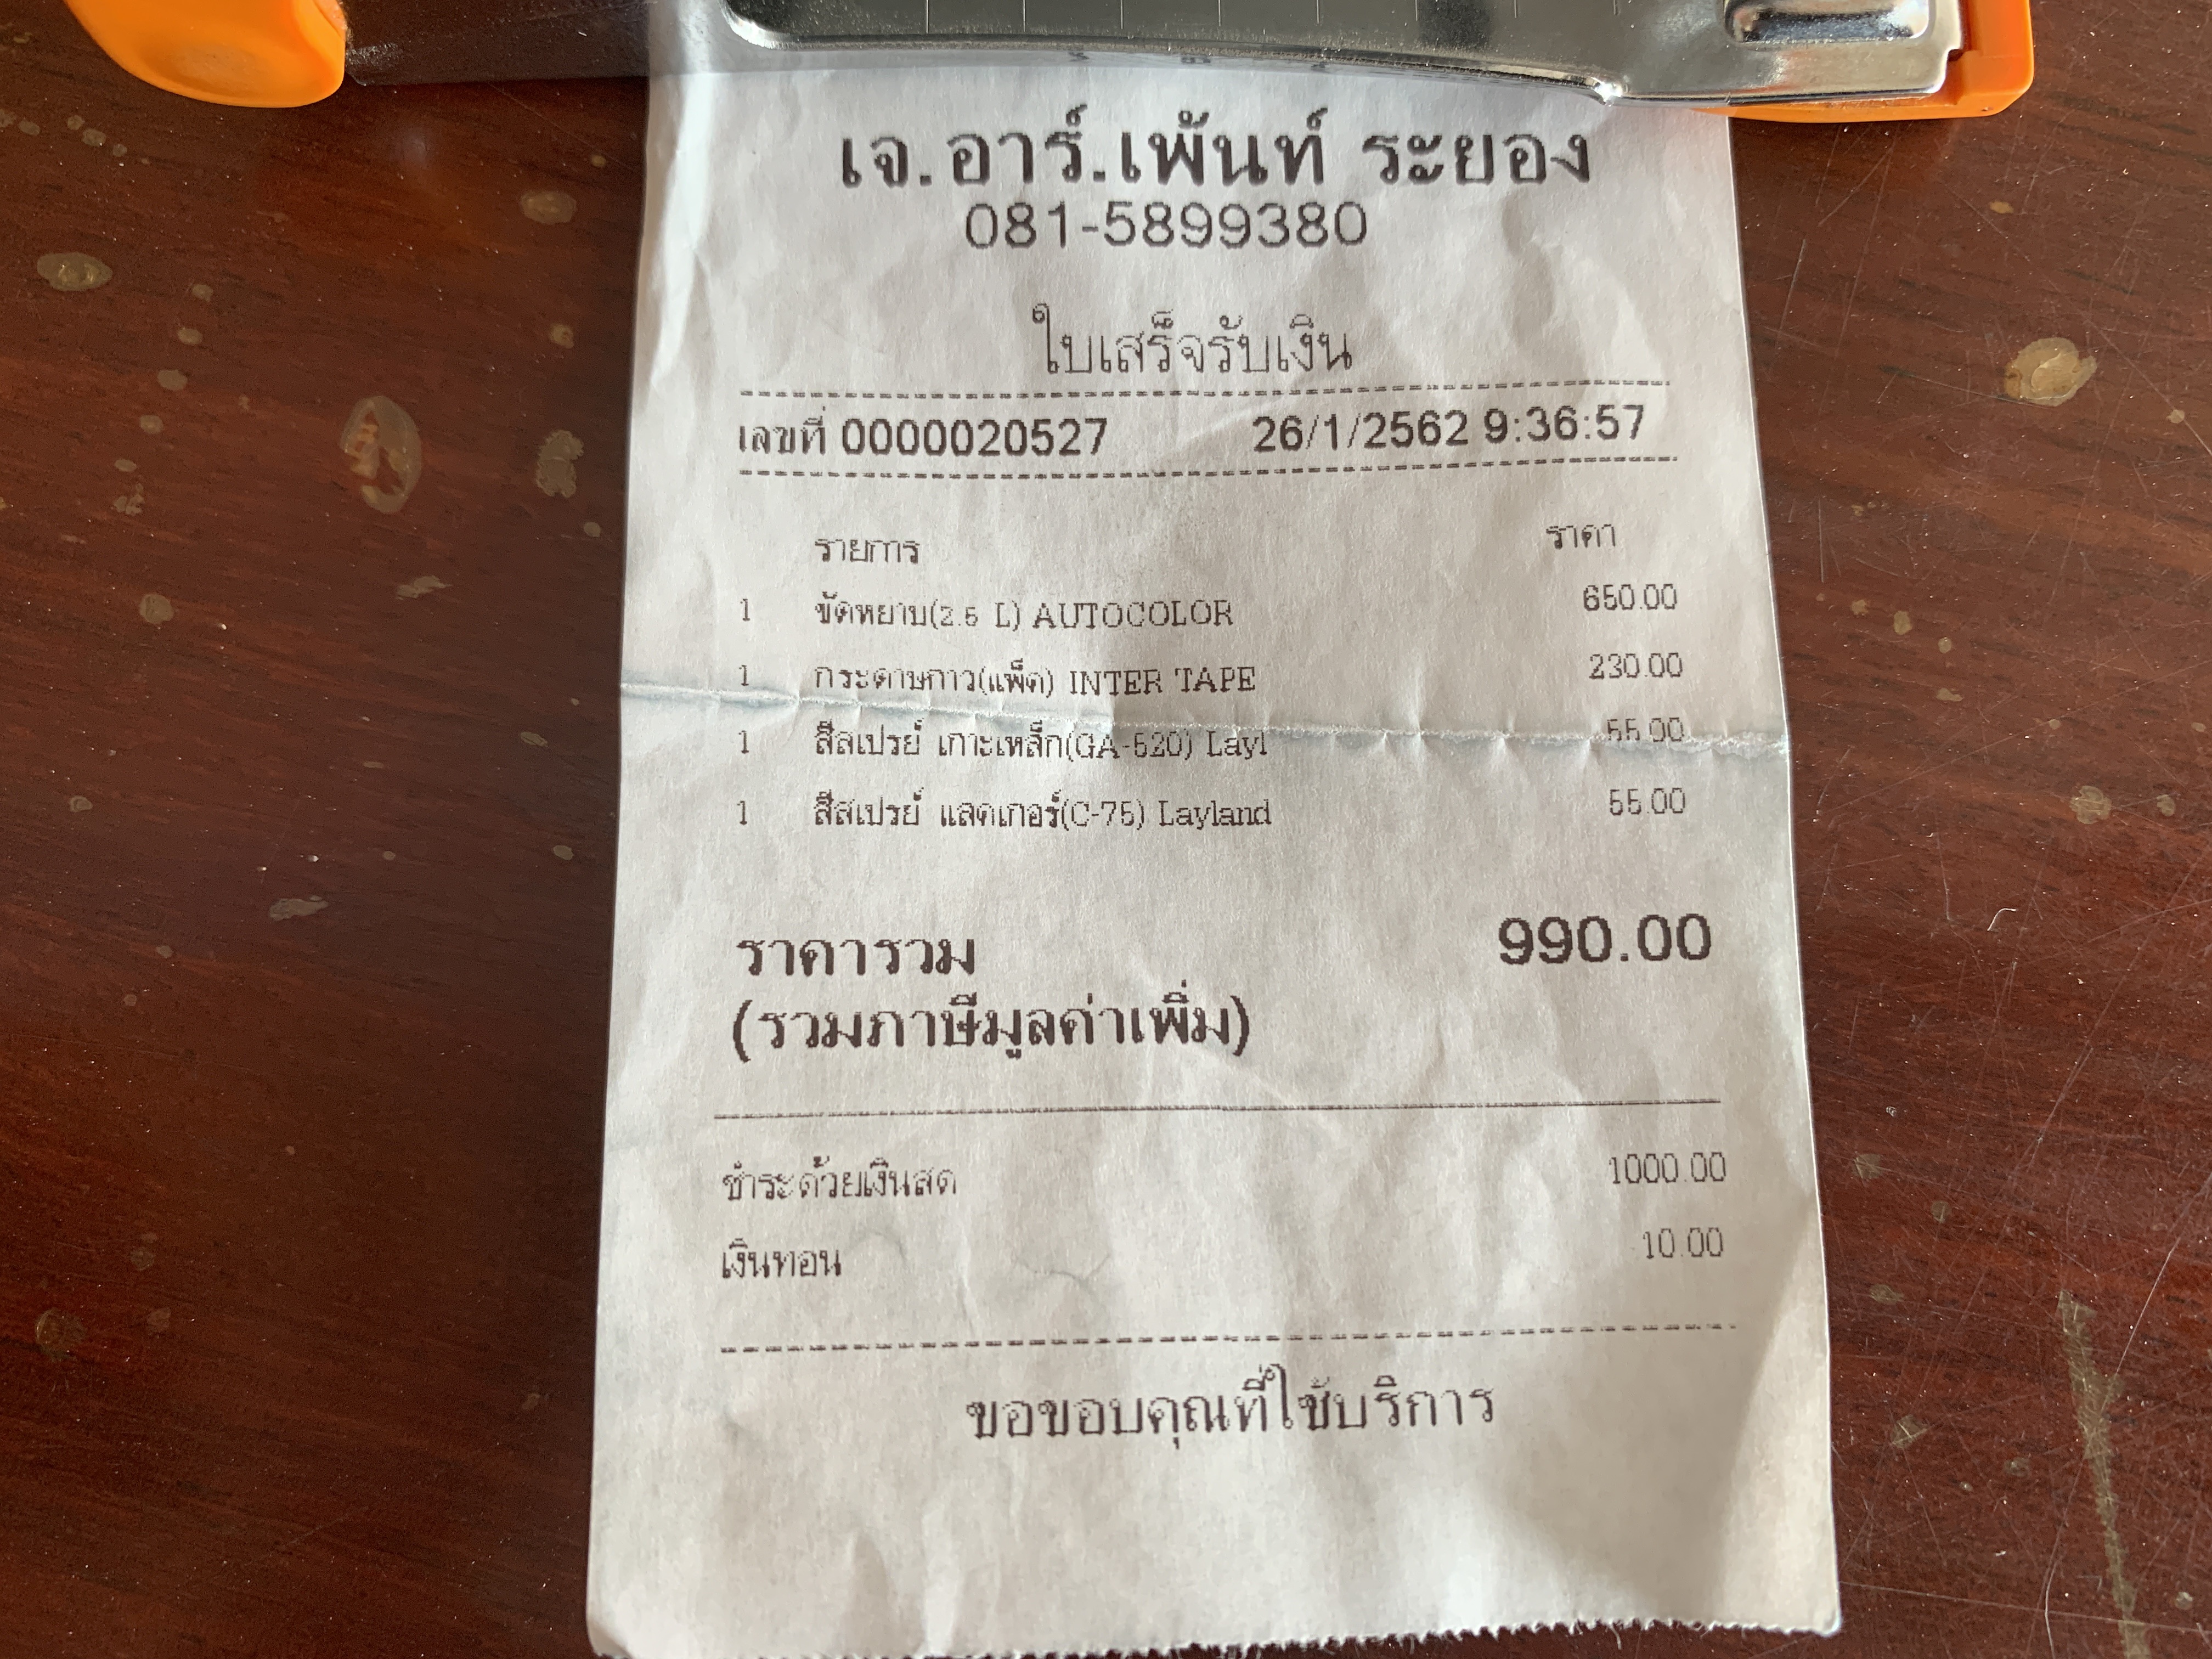 เจ.อาร์.เพ้นท์ ระยอง
081-5899380
ใบเสร็จรับเงิน
เลขที่ 0000020527 26/1/2562 9:36:57
รายการ ราคา
1 ขัดหยาบ(2.5 L) AUTOCOLOR 650.00
1 กระดาษกาว(แพ็ค) INTER TAPE 230.00
1 สีสเปรย์ เกาะเหล็ก(GA-520) Layl 55.00
1 สีสเปรย์ แลคเกอร์(C-75) Layland 55.00
ราคารวม 990.00
(รวมภาษีมูลค่าเพิ่ม)
ชำระด้วยเงินสด 1000.00
เงินทอน 10.00
ขอขอบคุณที่ใช้บริการ